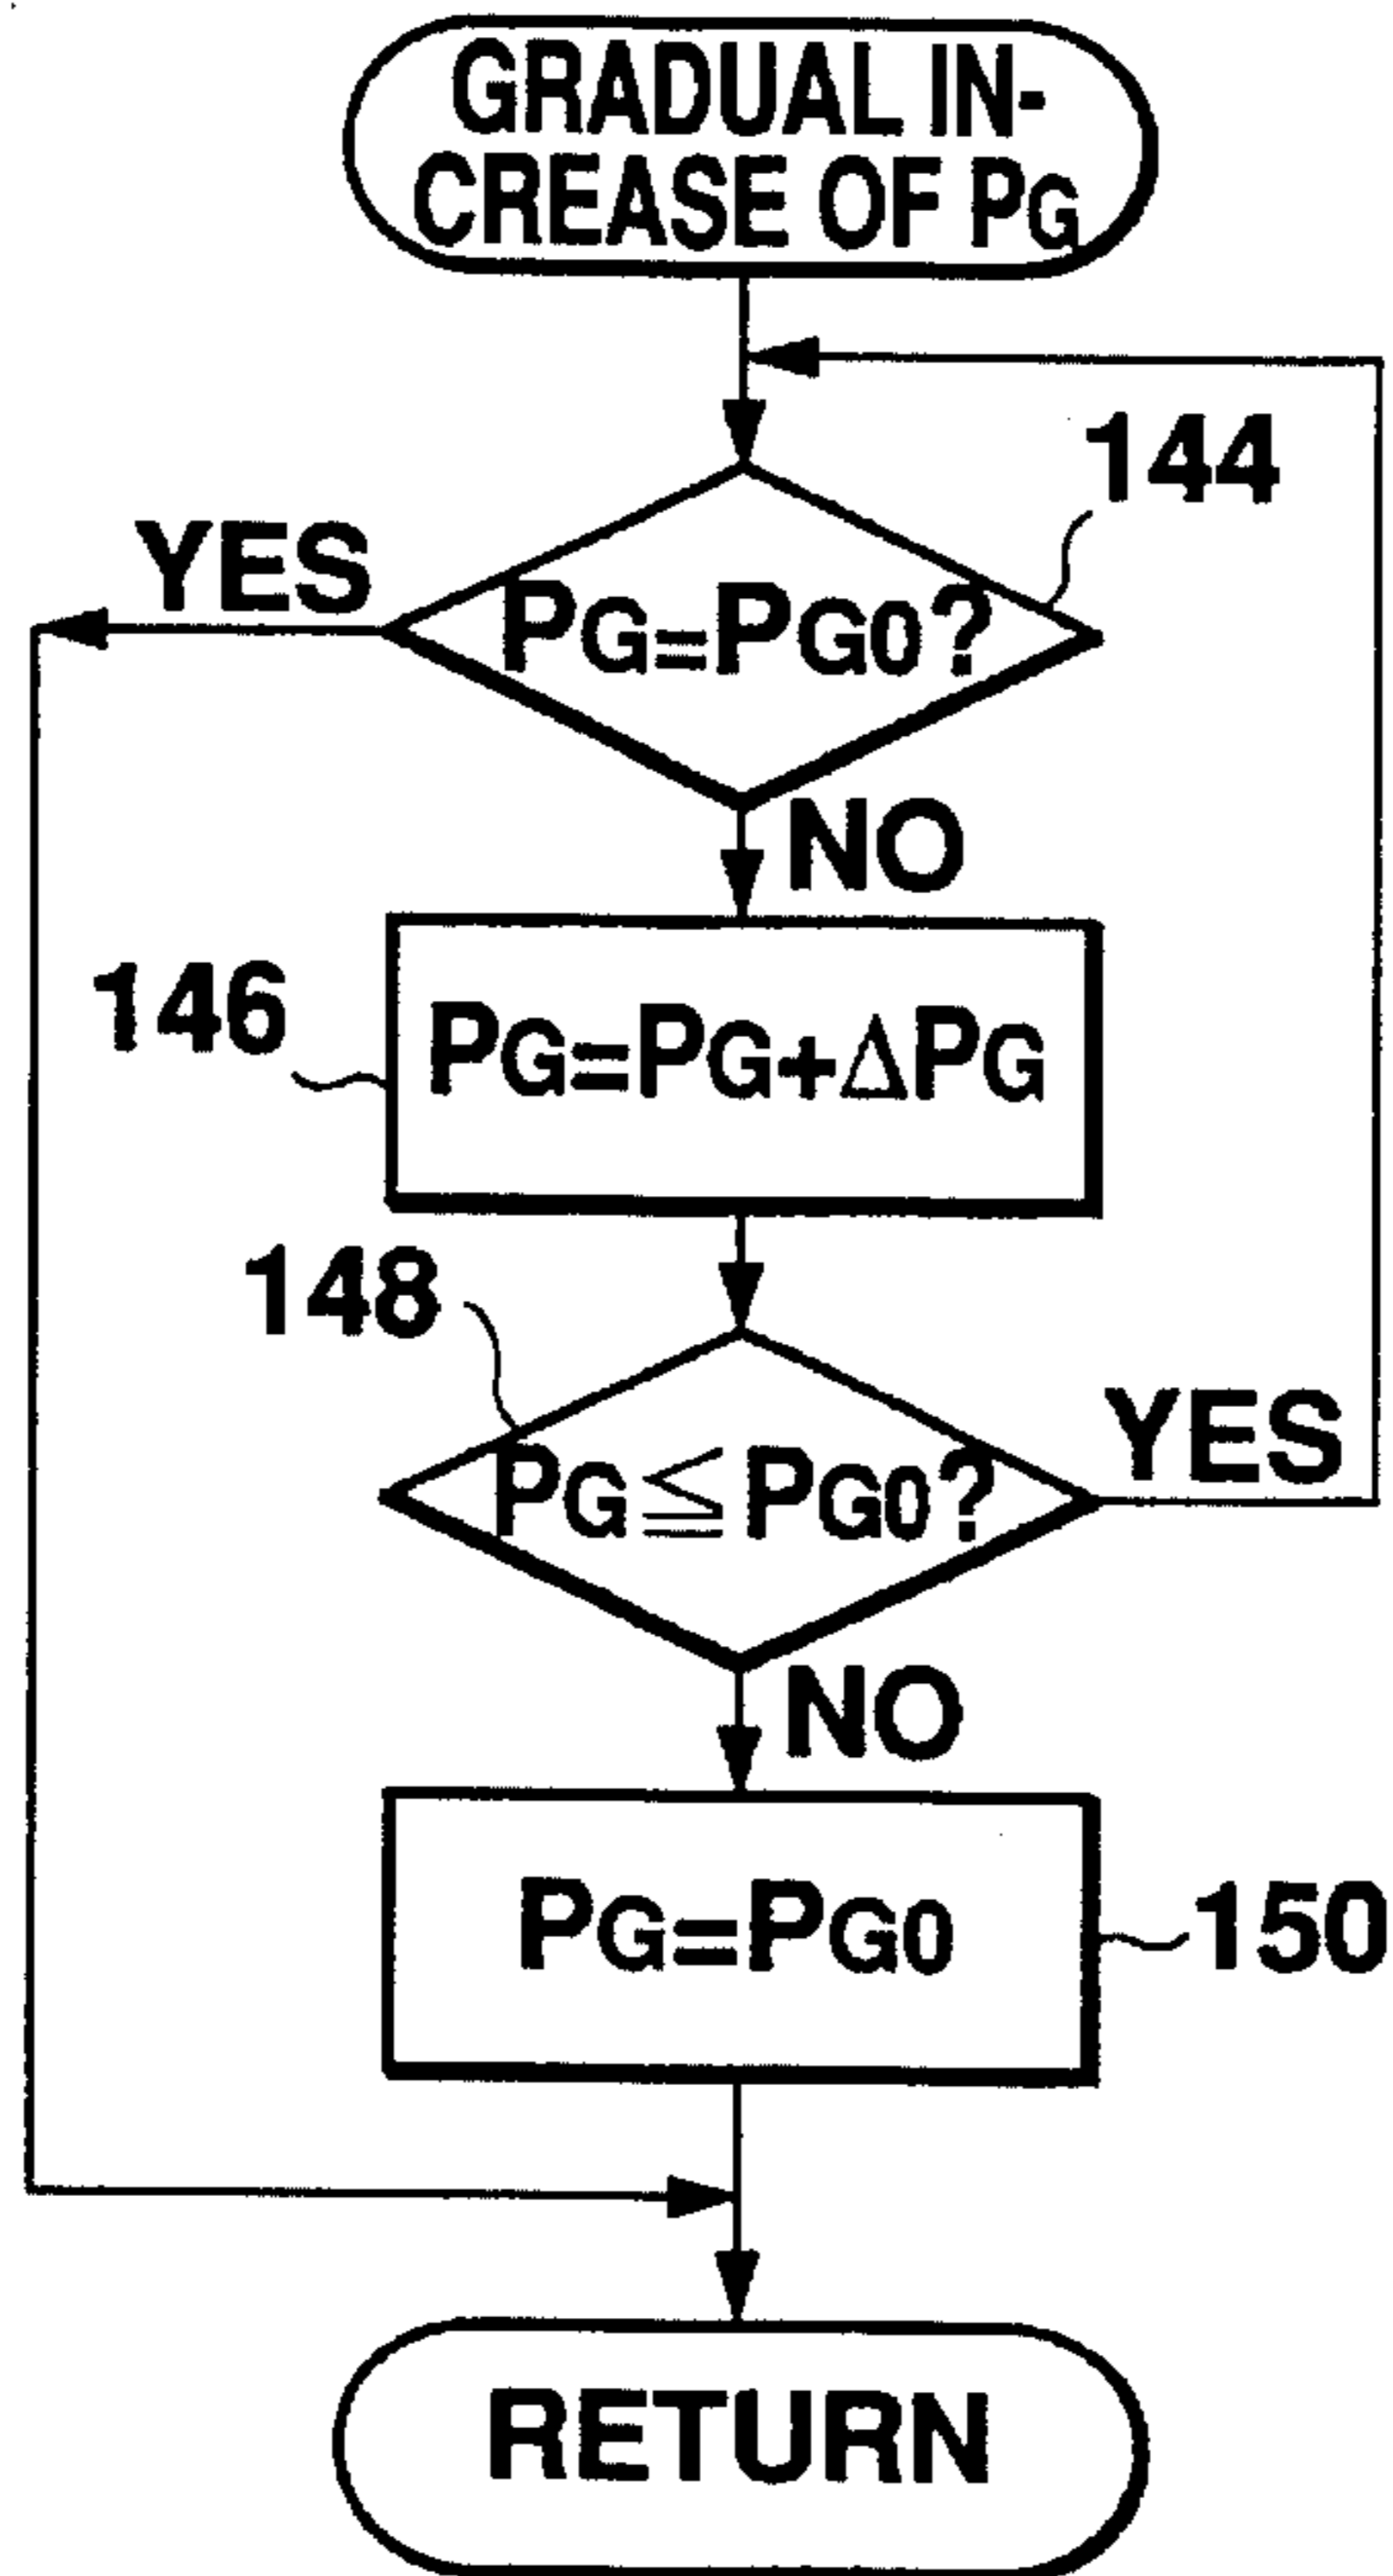 GRADUAL IN-
CREASE OF PG
144
YES
PG=PG0?
NO
146
PG=PG+ΔPG
148
YES
PG≦PG0?
NO
PG=PG0
150
RETURN